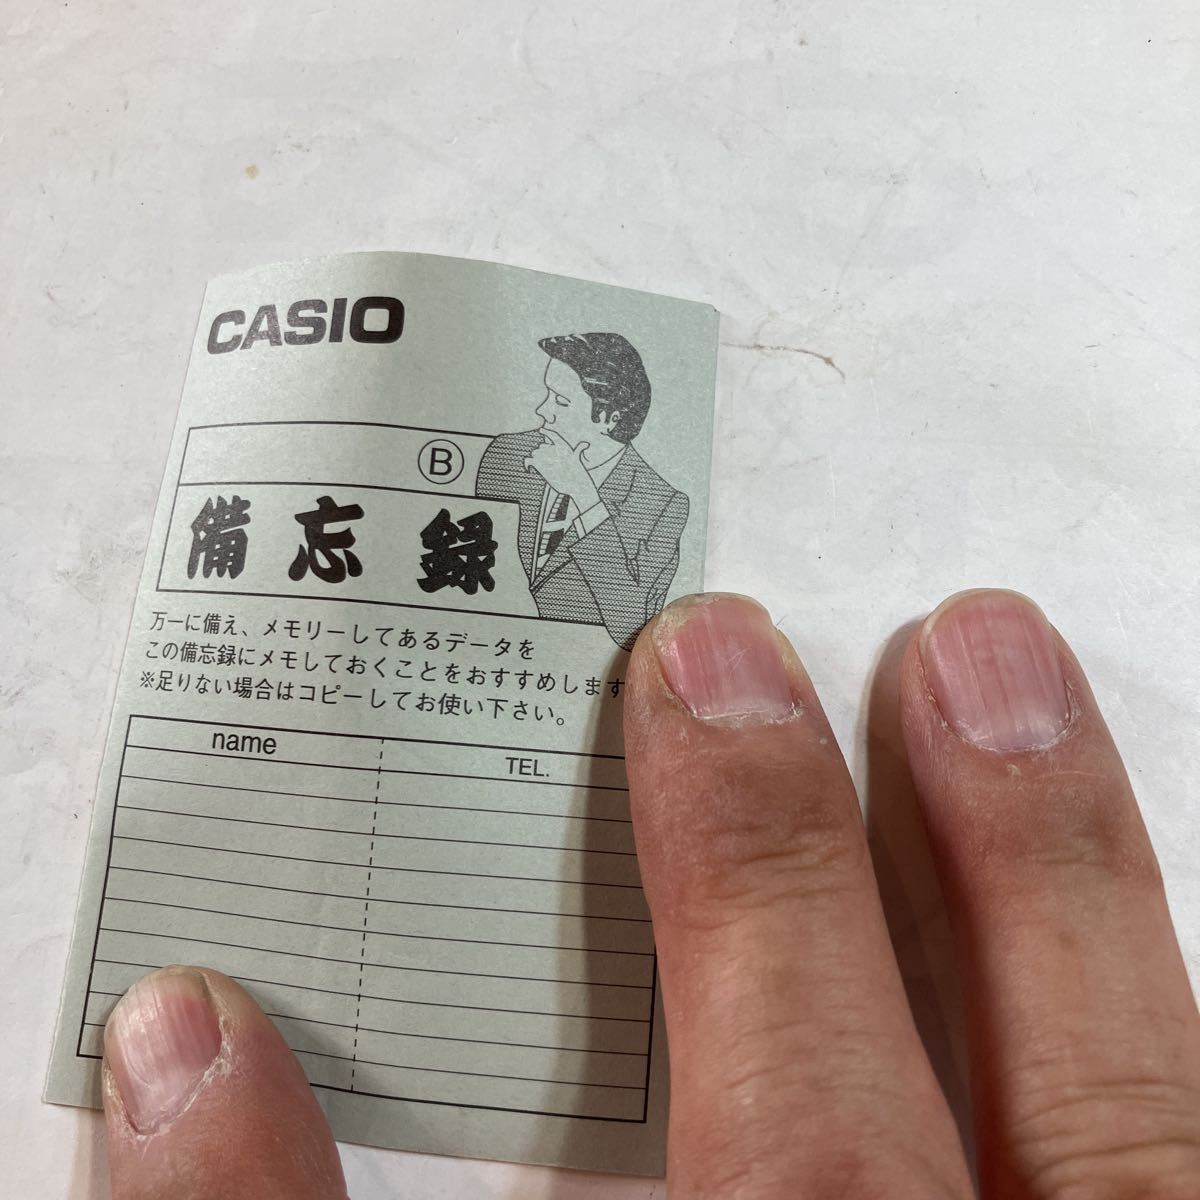 CASIO
B
備忘録
万一に備え、メモリーしてあるデータを
この備忘録にメモしておくことをおすすめします
※足りない場合はコピーしてお使い下さい。
name TEL.